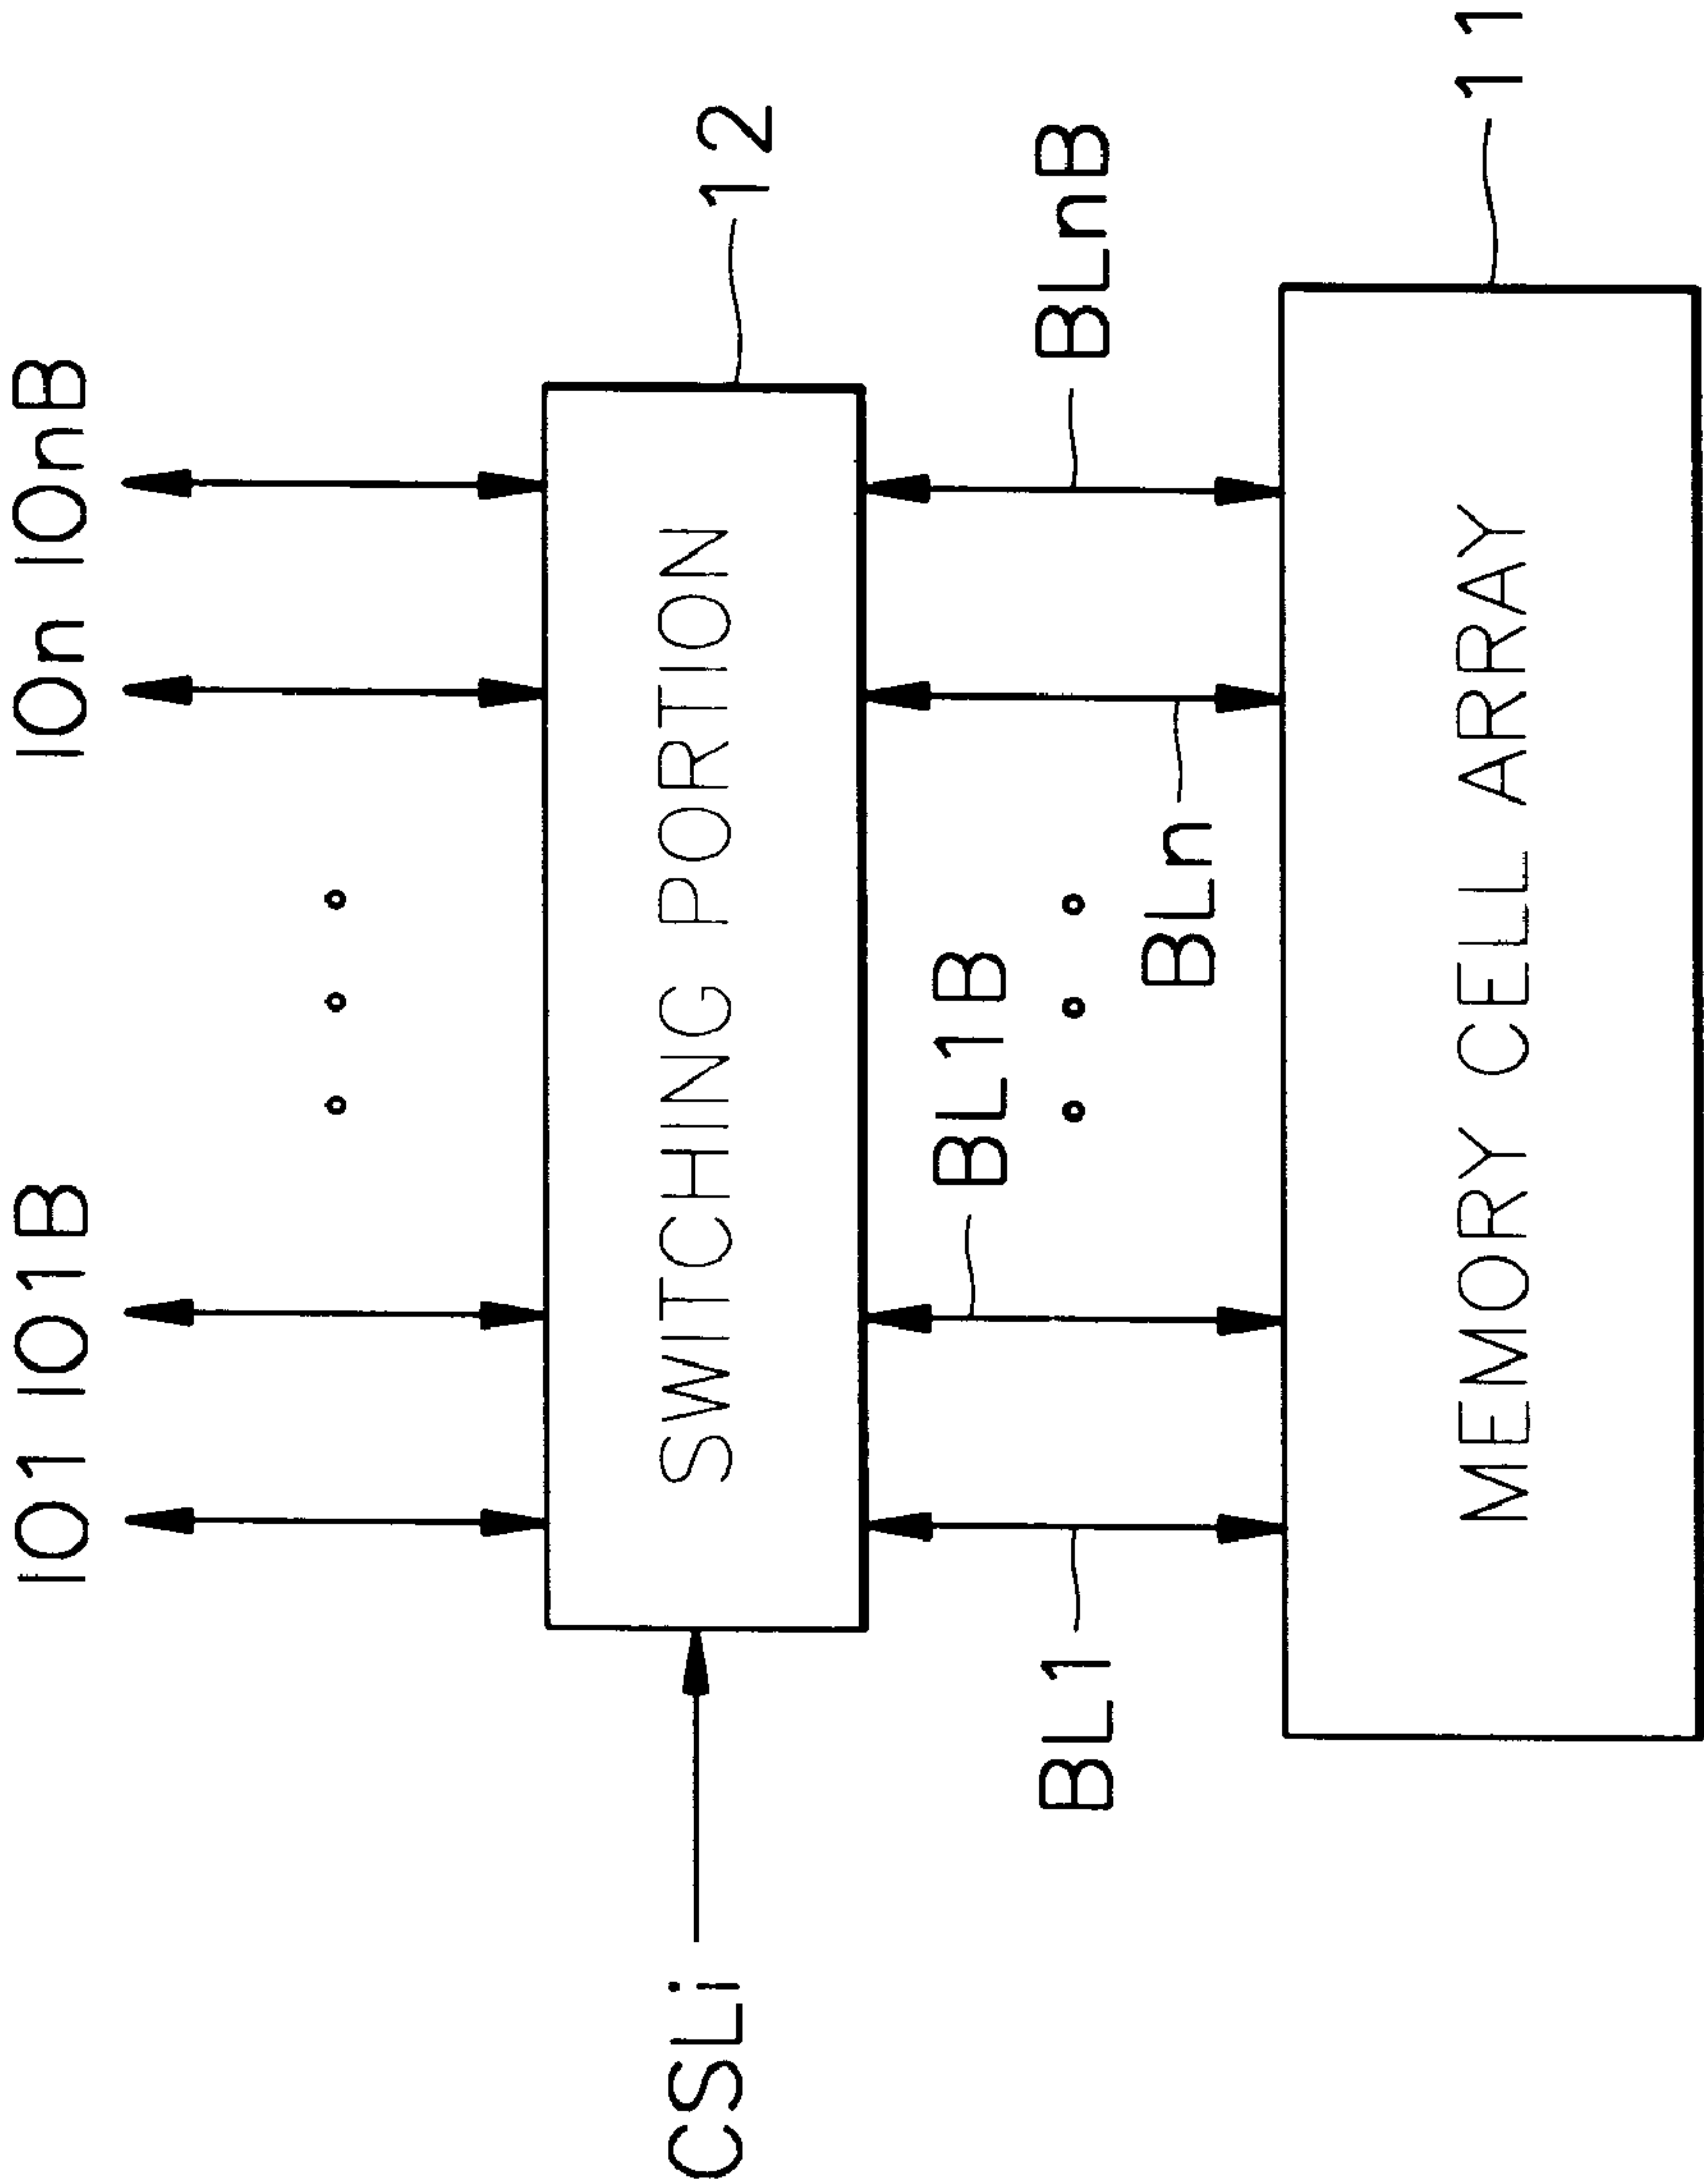 IO1 IO1B IOn IOnB
CSLi
SWITCHING PORTION
12
BL1B
BL1
BLnB
BLn
MEMORY CELL ARRAY
11